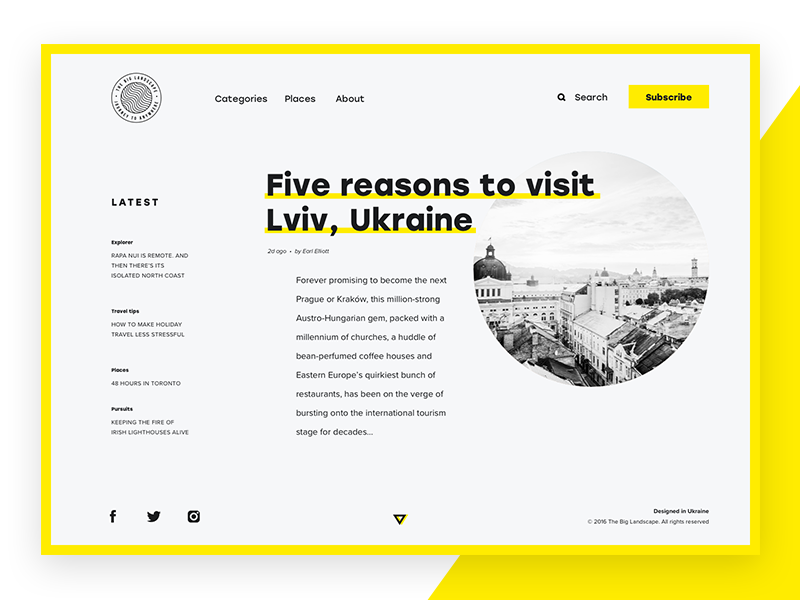 THE BIG LANDSCAPE
JOURNEY TO ANYWHERE
Categories
Places
About
Search
Subscribe
LATEST
Explorer
RAPA NUI IS REMOTE. AND
THEN THERE'S ITS
ISOLATED NORTH COAST
Travel tips
HOW TO MAKE HOLIDAY
TRAVEL LESS STRESSFUL
Places
48 HOURS IN TORONTO
Pursuits
KEEPING THE FIRE OF
IRISH LIGHTHOUSES ALIVE
Five reasons to visit
Lviv, Ukraine
2d ago • by Earl Elliott
Forever promising to become the next
Prague or Kraków, this million-strong
Austro-Hungarian gem, packed with a
millennium of churches, a huddle of
bean-perfumed coffee houses and
Eastern Europe's quirkiest bunch of
restaurants, has been on the verge of
bursting onto the international tourism
stage for decades...
Designed in Ukraine
© 2016 The Big Landscape. All rights reserved